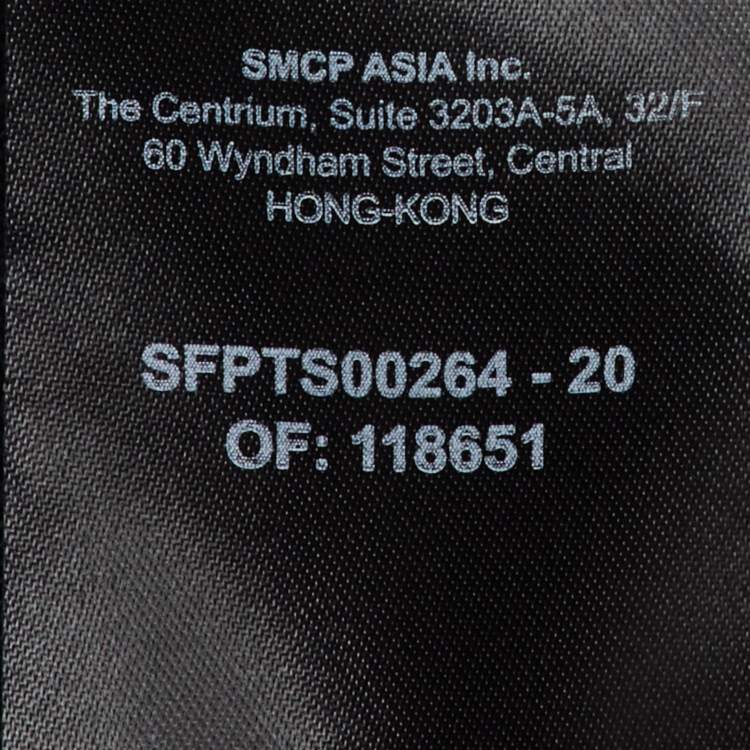 SMCP ASIA Inc.
The Centrium, Suite 3203A-5A, 32/F
60 Wyndham Street, Central
HONG-KONG
SFPTS00264 - 20
OF: 118651